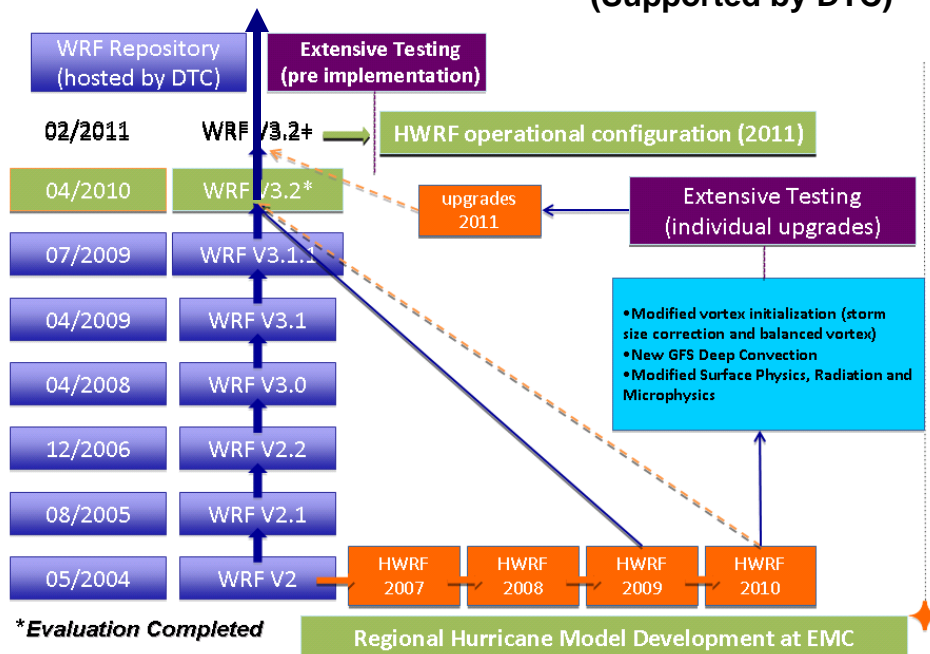 (Supported by DTC)
WRF Repository
(hosted by DTC)
Extensive Testing
(pre implementation)
02/2011
WRF V3.2+
HWRF operational configuration (2011)
04/2010
WRF V3.2*
upgrades
2011
Extensive Testing
(individual upgrades)
07/2009
WRF V3.1.1
•Modified vortex initialization (storm
size correction and balanced vortex)
•New GFS Deep Convection
•Modified Surface Physics, Radiation and
Microphysics
04/2009
WRF V3.1
04/2008
WRF V3.0
12/2006
WRF V2.2
08/2005
WRF V2.1
05/2004
WRF V2
HWRF
2007
HWRF
2008
HWRF
2009
HWRF
2010
*Evaluation Completed
Regional Hurricane Model Development at EMC